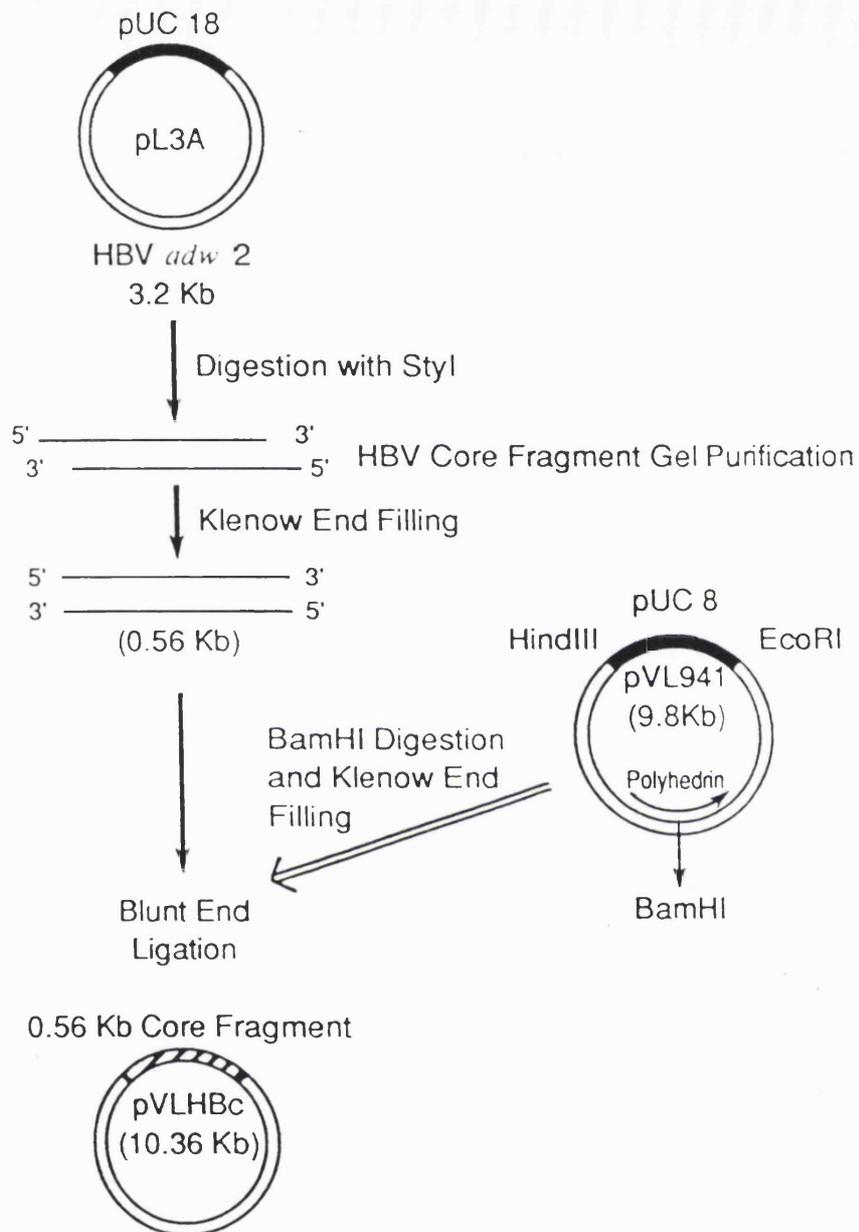 pUC 18
pL3A
HBV adw 2
3.2 Kb
Digestion with StyI
5' 3'
3' 5'
HBV Core Fragment Gel Purification
Klenow End Filling
5' 3'
3' 5'
(0.56 Kb)
pUC 8
HindIII EcoRI
pVL941
(9.8Kb)
Polyhedrin
BamHI
BamHI Digestion
and Klenow End
Filling
Blunt End
Ligation
0.56 Kb Core Fragment
pVLHBc
(10.36 Kb)